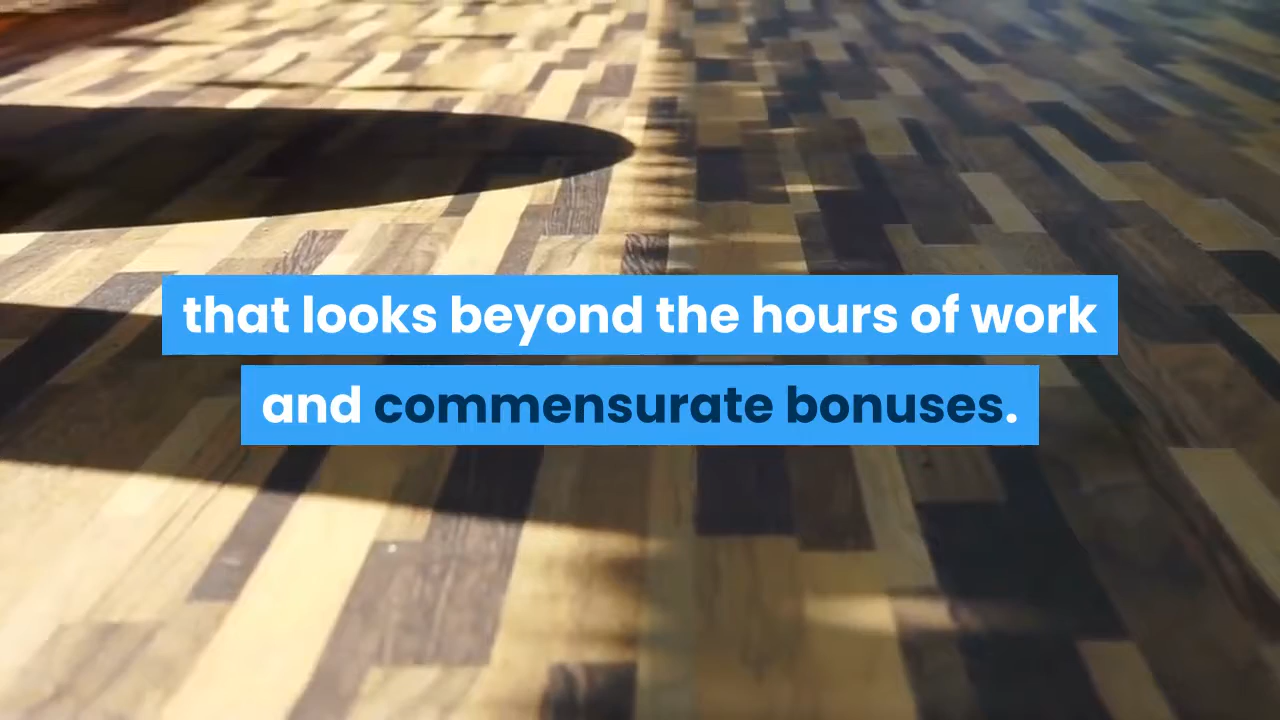 that looks beyond the hours of work
and commensurate bonuses.